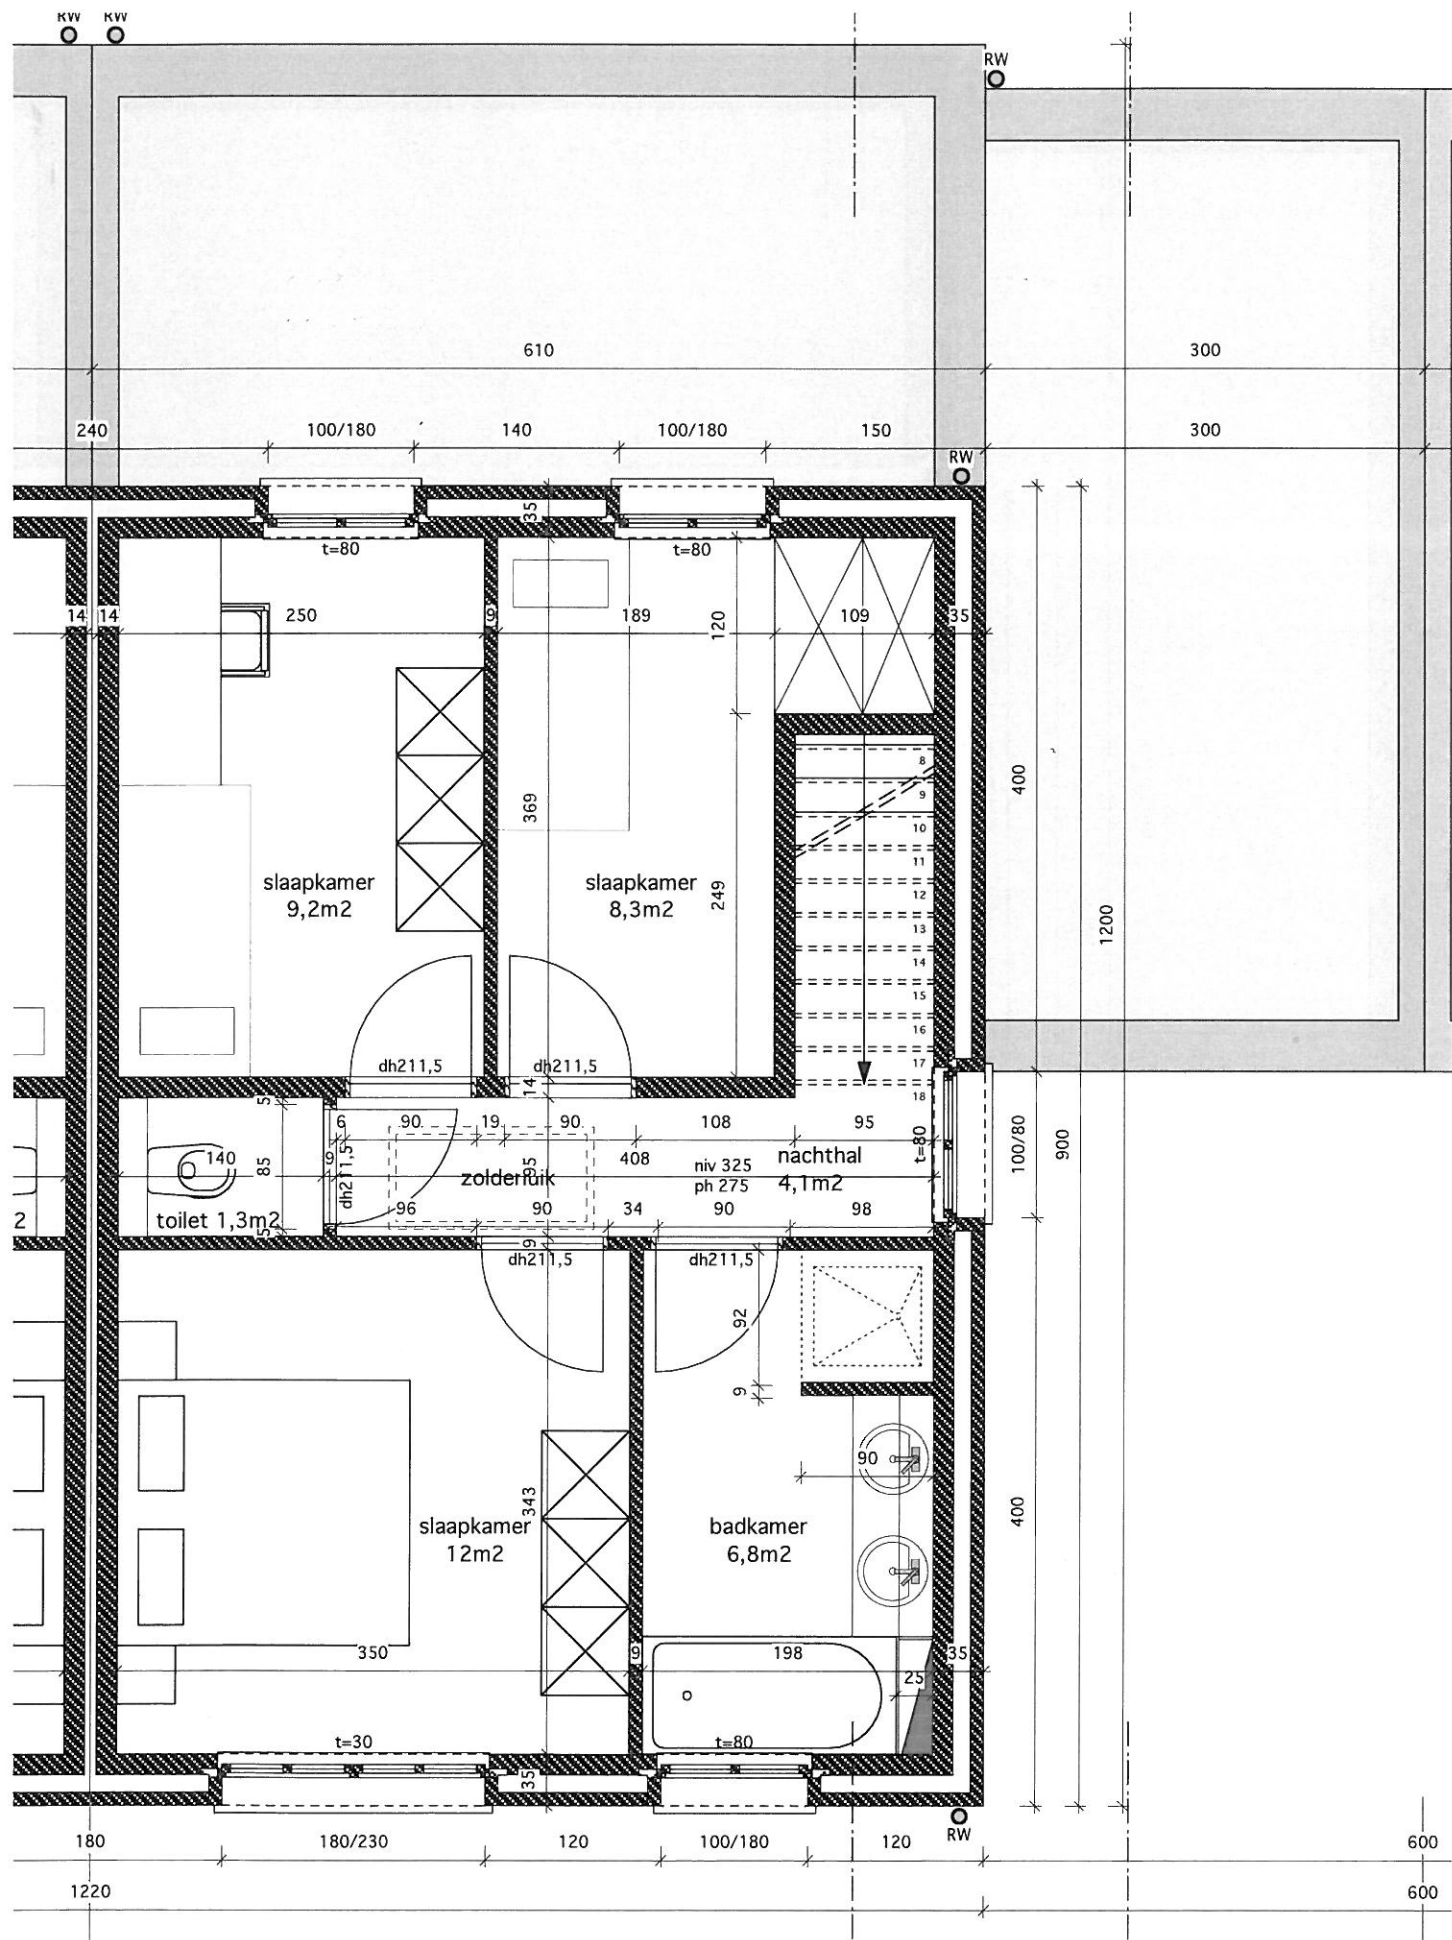 RW RW
RW
610 300
240 100/180 140 100/180 150 300
RW
35
t=80 t=80
14 14 250 9 189 120 109 35
8
400
9
369
10
11
slaapkamer
9,2m2
slaapkamer
8,3m2
249
12
1200
13
14
15
16
dh211,5 dh211,5
17
14
18
5 6 90 19 90 108 95
t=80
100/80
900
140 85 9 dh211,5 95 408
zolderluik
niv 325
ph 275
nachthal
4,1m2
2
toilet 1,3m2
96 90 34 90 98
5
9
dh211,5 dh211,5
92
9
90
343
400
slaapkamer
12m2
badkamer
6,8m2
350 9 198 35
25
t=30 t=80
35
RW
180 180/230 120 100/180 120 600
1220 600